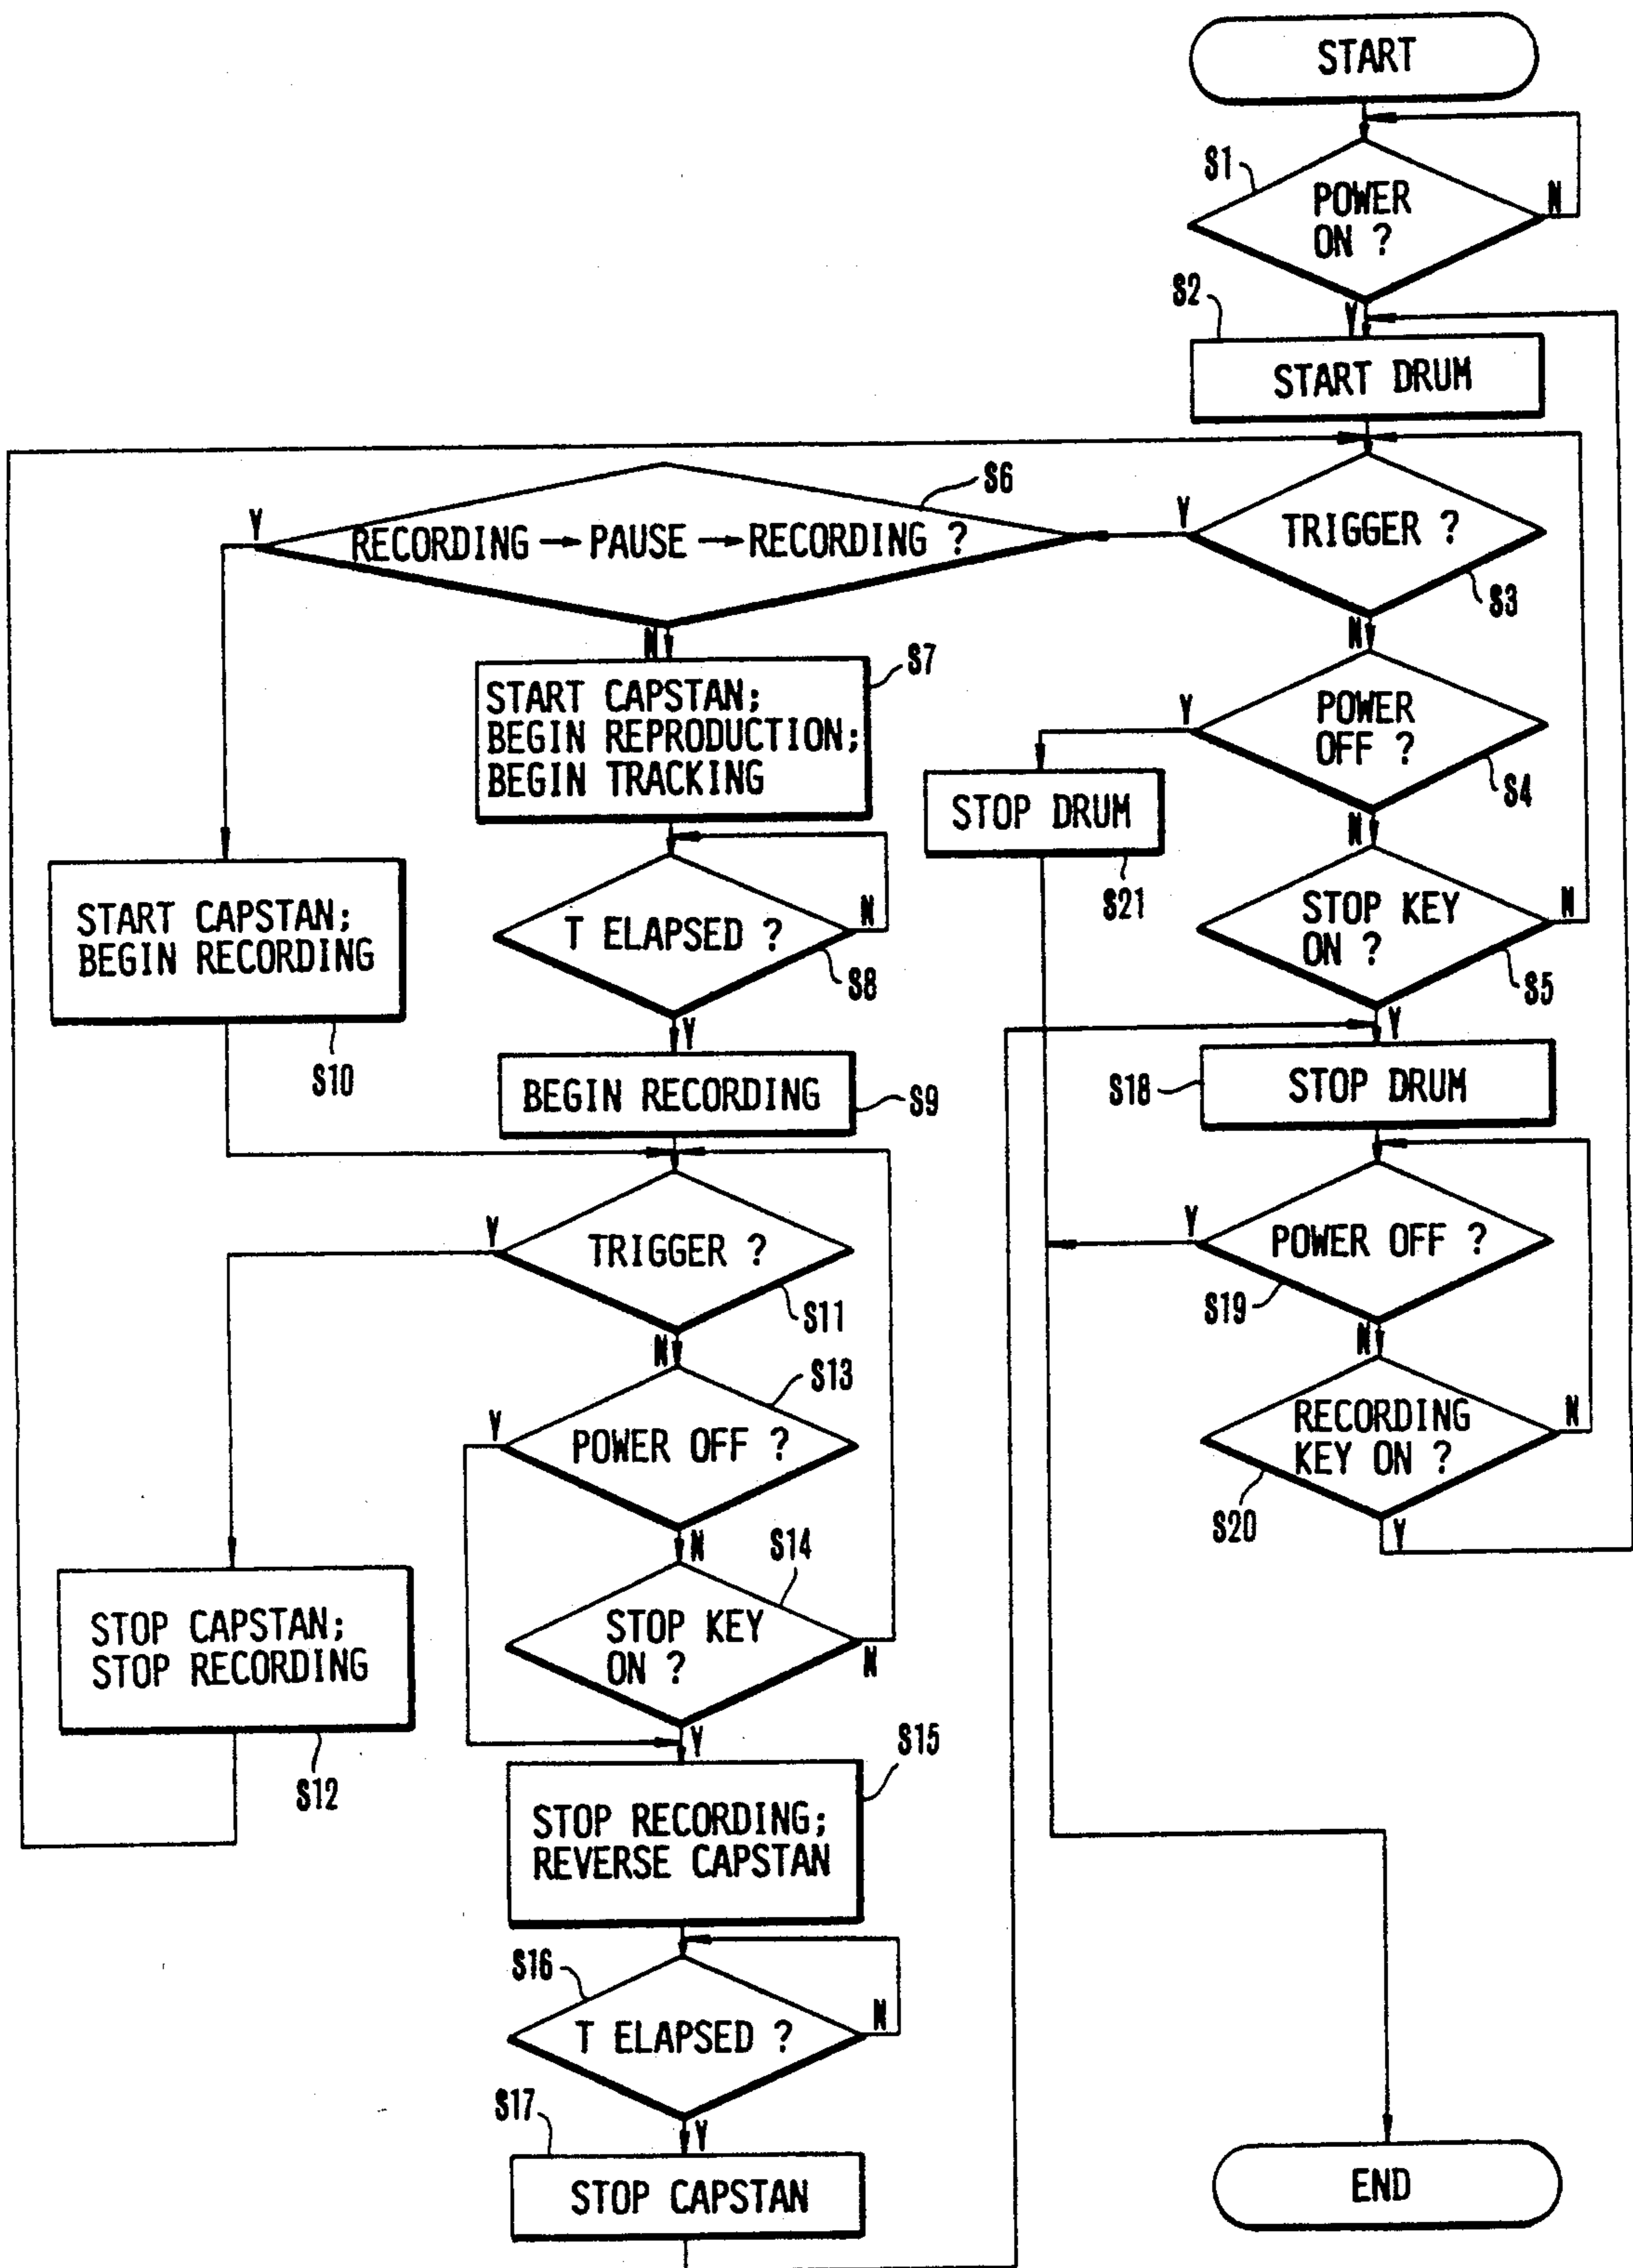 START
S1
POWER
ON ?
N
Y
S2
START DRUM
TRIGGER ?
S3
Y
N
S6
RECORDING → PAUSE → RECORDING ?
Y
N
POWER
OFF ?
S4
Y
N
STOP DRUM
S21
STOP KEY
ON ?
S5
N
Y
S7
START CAPSTAN;
BEGIN REPRODUCTION;
BEGIN TRACKING
T ELAPSED ?
N
S8
Y
START CAPSTAN;
BEGIN RECORDING
S10
BEGIN RECORDING
S9
S18
STOP DRUM
TRIGGER ?
Y
S11
N
POWER OFF ?
Y
S19
N
S13
POWER OFF ?
Y
N
RECORDING
KEY ON ?
N
S20
Y
S14
STOP KEY
ON ?
N
Y
STOP CAPSTAN;
STOP RECORDING
S12
S15
STOP RECORDING;
REVERSE CAPSTAN
S16
T ELAPSED ?
N
Y
S17
STOP CAPSTAN
END